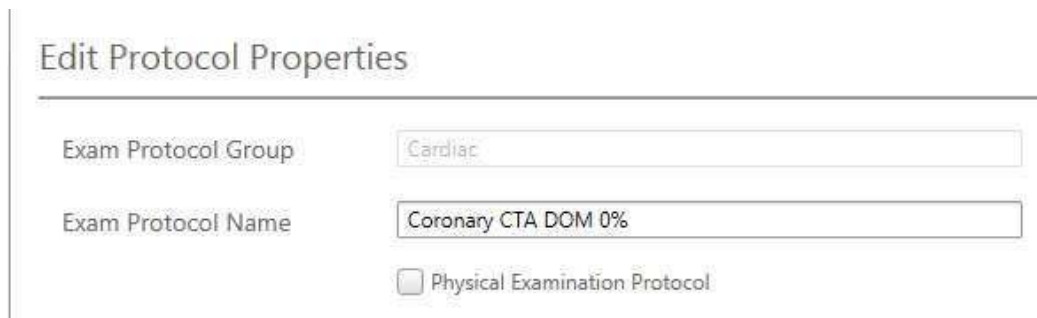 Edit Protocol Properties
Exam Protocol Group Cardiac
Exam Protocol Name Coronary CTA DOM 0%
Physical Examination Protocol